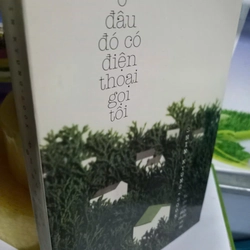 đâu
đó có
điện
thoại
gọi
tôi